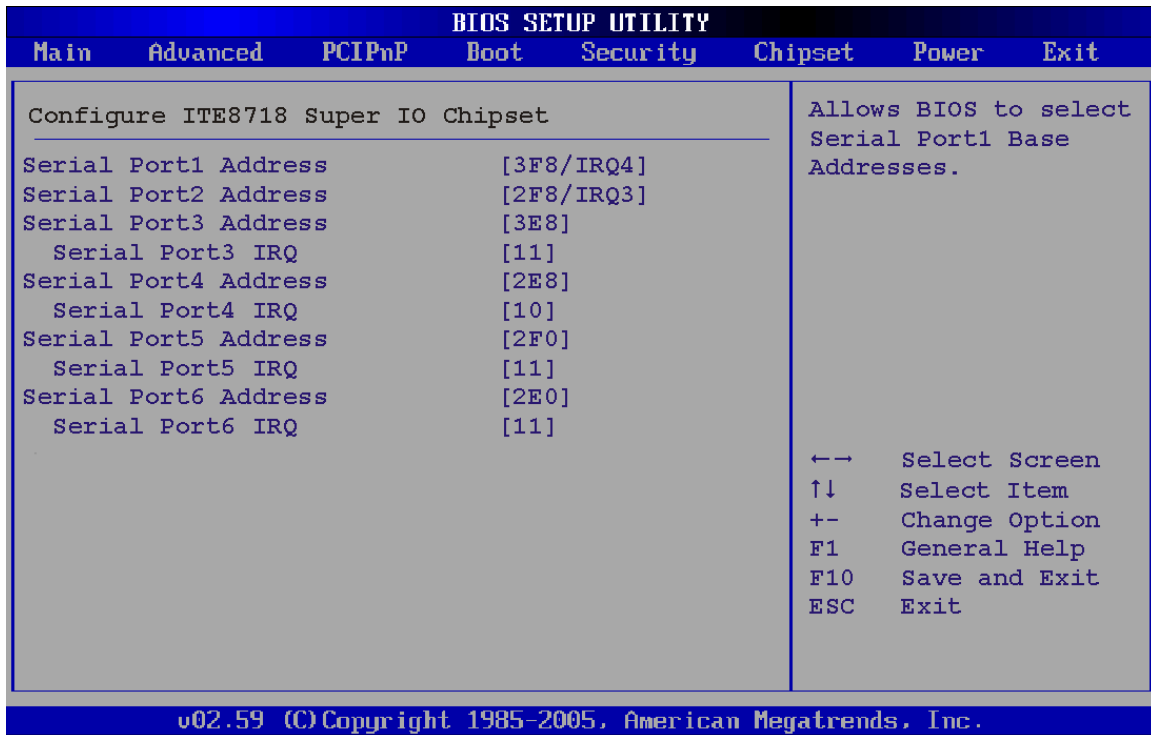 BIOS SETUP UTILITY
Main Advanced PCIPnP Boot Security Chipset Power Exit
Configure ITE8718 Super IO Chipset
Serial Port1 Address [3F8/IRQ4]
Serial Port2 Address [2F8/IRQ3]
Serial Port3 Address [3E8]
Serial Port3 IRQ [11]
Serial Port4 Address [2E8]
Serial Port4 IRQ [10]
Serial Port5 Address [2F0]
Serial Port5 IRQ [11]
Serial Port6 Address [2E0]
Serial Port6 IRQ [11]
Allows BIOS to select
Serial Port1 Base
Addresses.
←→ Select Screen
↑↓ Select Item
+- Change Option
F1 General Help
F10 Save and Exit
ESC Exit
v02.59 (C)Copyright 1985-2005, American Megatrends, Inc.